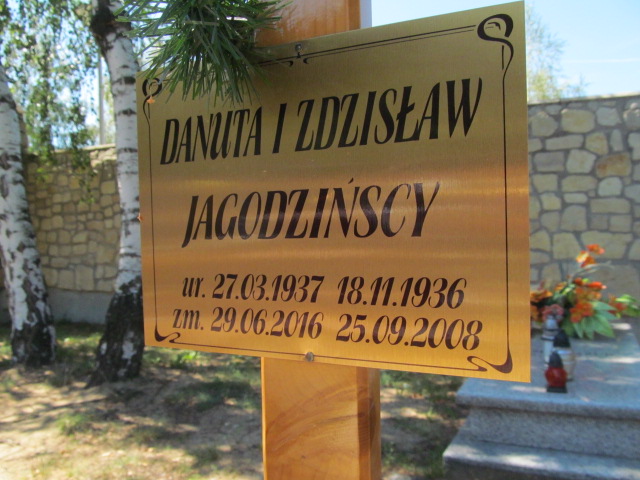 DANUTA I ZDZISŁAW
JAGODZIŃSCY
ur. 27.03.1937 18.11.1936
zm. 29.06.2016 25.09.2008